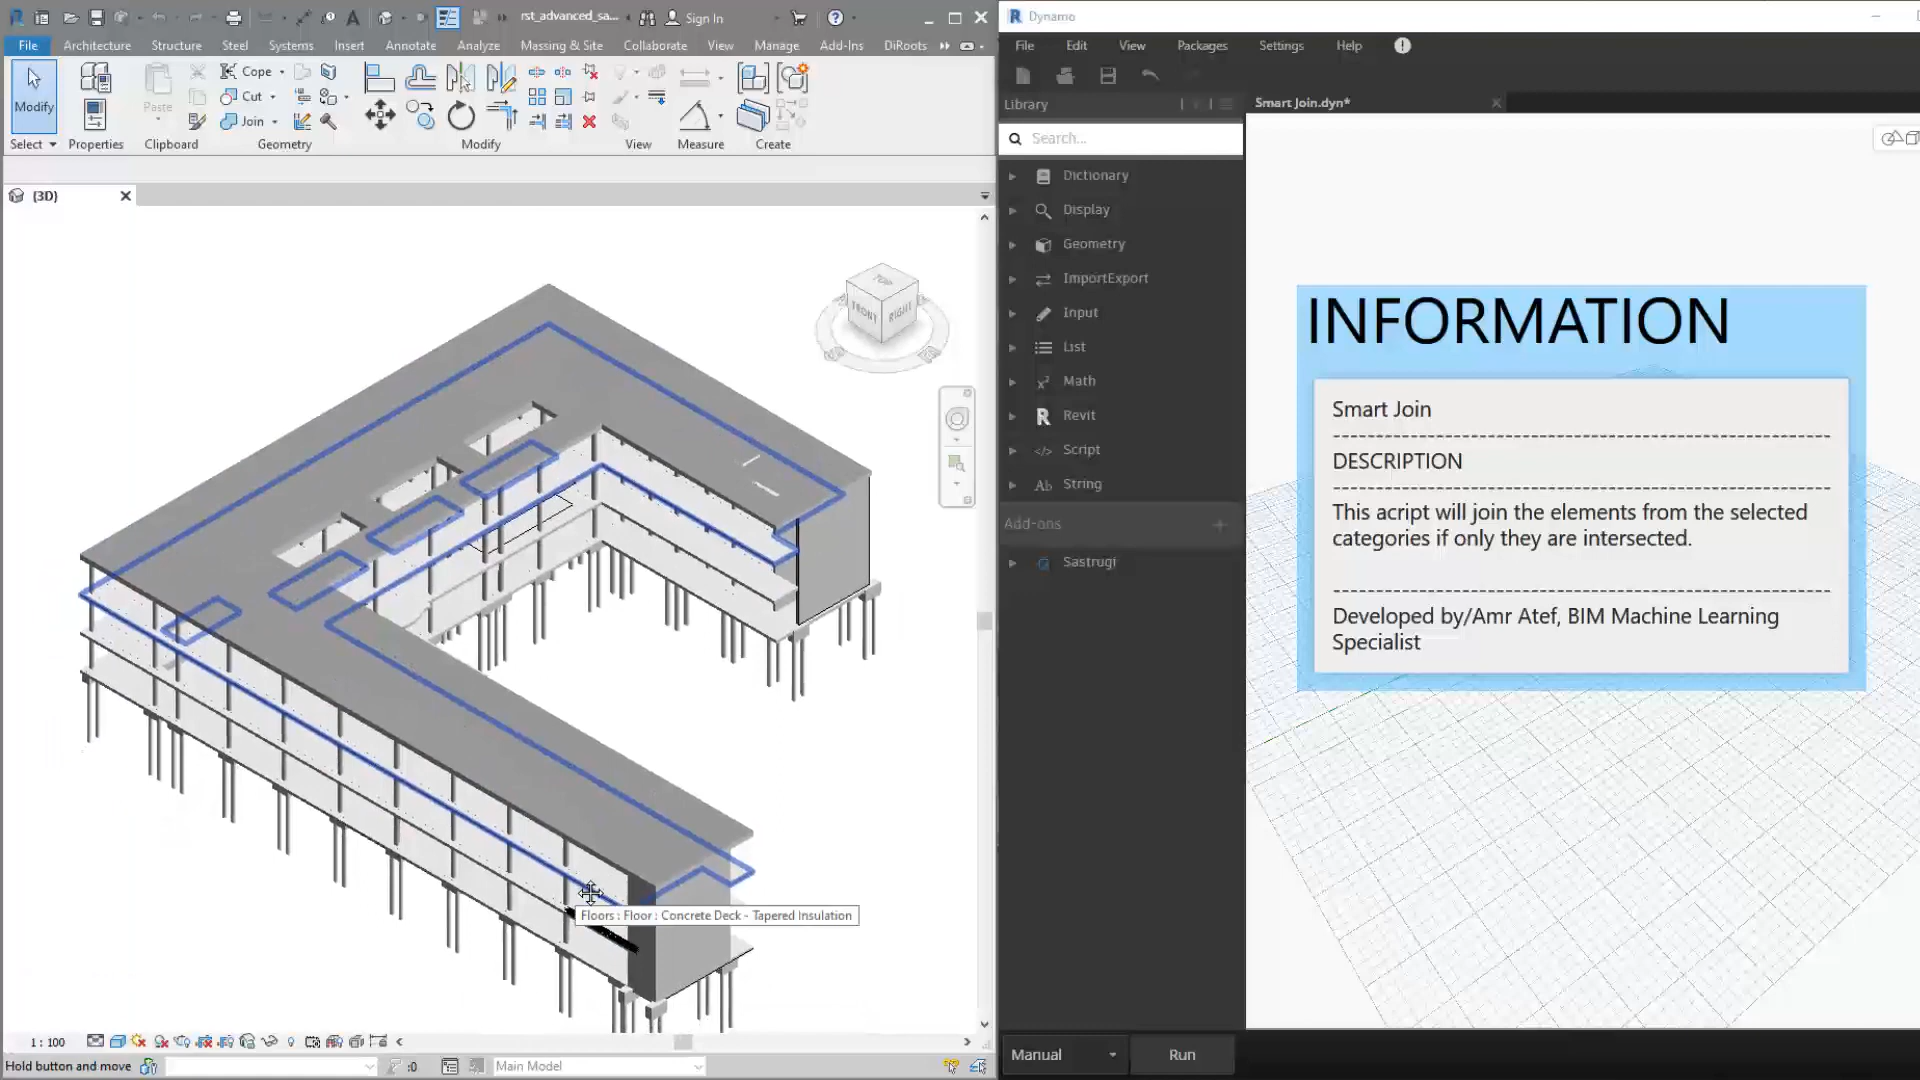 rst_advanced_sa...
Sign In
File
Architecture
Structure
Steel
Systems
Insert
Annotate
Analyze
Massing & Site
Collaborate
View
Manage
Add-Ins
DiRoots
Modify
Paste
Cope
Cut
Join
Select
Properties
Clipboard
Geometry
Modify
View
Measure
Create
(3D)
TOP
FRONT
RIGHT
Floors : Floor : Concrete Deck - Tapered Insulation
1 : 100
Hold button and move
:0
Main Model
Dynamo
File
Edit
View
Packages
Settings
Help
Library
Smart Join.dyn*
Search...
Dictionary
Display
Geometry
ImportExport
Input
List
Math
Revit
Script
String
Add-ons
Sastrugi
Manual
Run
INFORMATION
Smart Join
DESCRIPTION
This acript will join the elements from the selected
categories if only they are intersected.
Developed by/Amr Atef, BIM Machine Learning
Specialist